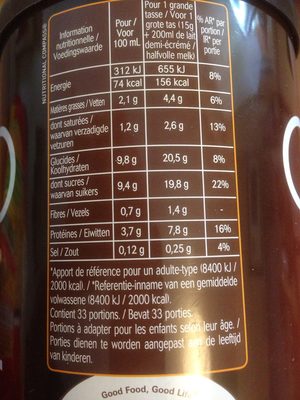 NUTRITIONAL COMPASS®
Information
nutritionnelle /
Voedingswaarde
Pour /
Voor
100 mL
Pour 1 grande
tasse / Voor 1
grote tas (15g
+ 200ml de lait
demi-écrémé /
halfvolle melk)
% AR* par
portion /
IR* per
portie
Energie
312 kJ
74 kcal
655 kJ
156 kcal
8%
Matières grasses / Vetten 2,1 g 4,4 g 6%
dont saturées /
waarvan verzadigde
vetzuren
1,2 g 2,6 g 13%
Glucides /
Koolhydraten
9,8 g 20,5 g 8%
dont sucres /
waarvan suikers
9,4 g 19,8 g 22%
Fibres / Vezels 0,7 g 1,4 g -
Protéines / Eiwitten 3,7 g 7,8 g 16%
Sel / Zout 0,12 g 0,25 g 4%
*Apport de référence pour un adulte-type (8400 kJ /
2000 kcal). / *Referentie-inname van een gemiddelde
volwassene (8400 kJ / 2000 kcal).
Contient 33 portions. / Bevat 33 porties.
Portions à adapter pour les enfants selon leur âge. /
Porties dienen te worden aangepast aan de leeftijd
van kinderen.
Good Food, Good